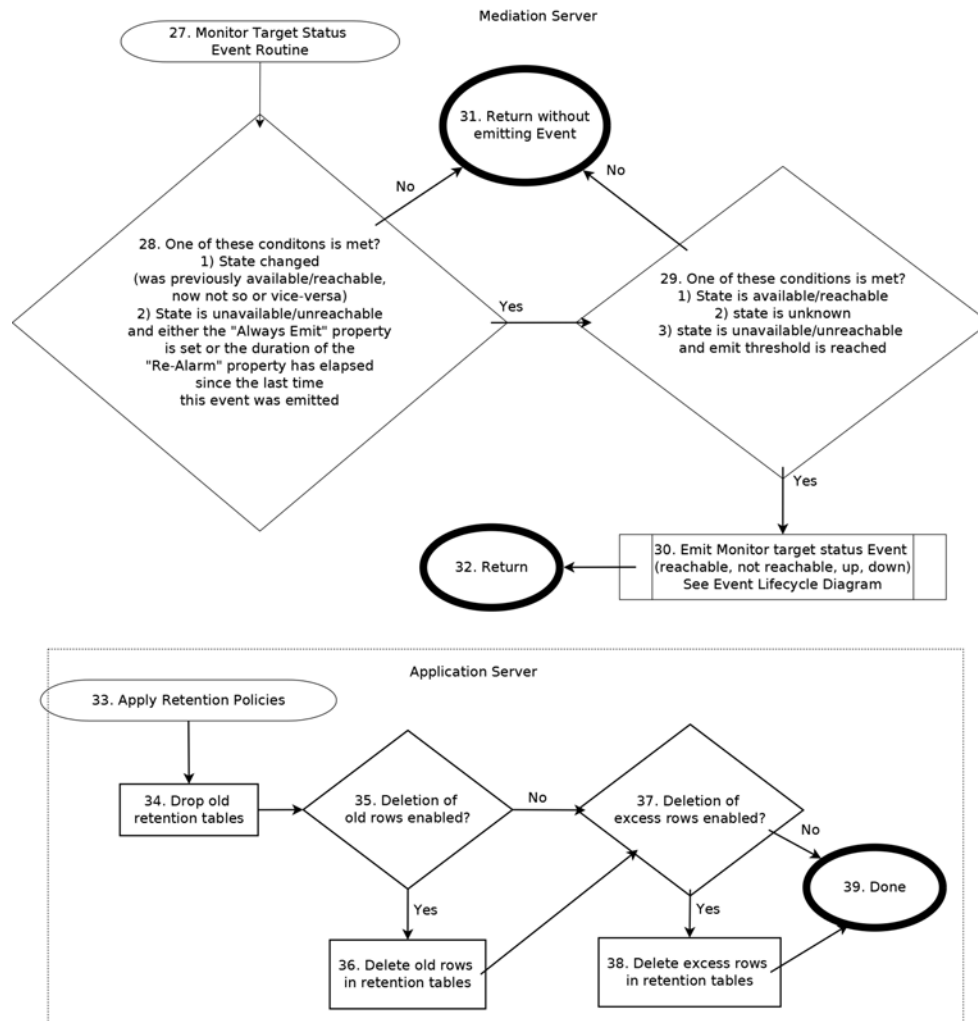 Mediation Server
27. Monitor Target Status
Event Routine
31. Return without
emitting Event
No
No
28. One of these conditons is met?
1) State changed
(was previously available/reachable,
now not so or vice-versa)
2) State is unavailable/unreachable
and either the "Always Emit" property
is set or the duration of the
"Re-Alarm" property has elapsed
since the last time
this event was emitted
Yes
29. One of these conditions is met?
1) State is available/reachable
2) state is unknown
3) state is unavailable/unreachable
and emit threshold is reached
Yes
30. Emit Monitor target status Event
(reachable, not reachable, up, down)
See Event Lifecycle Diagram
32. Return
Application Server
33. Apply Retention Policies
34. Drop old
retention tables
35. Deletion of
old rows enabled?
No
37. Deletion of
excess rows enabled?
No
39. Done
Yes
Yes
36. Delete old rows
in retention tables
38. Delete excess rows
in retention tables